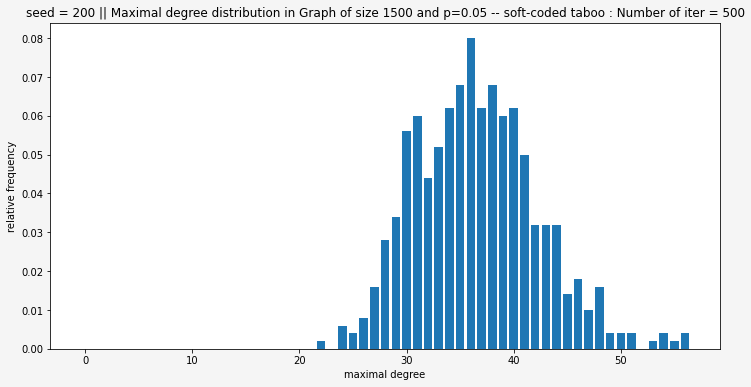 seed = 200 || Maximal degree distribution in Graph of size 1500 and p=0.05 -- soft-coded taboo : Number of iter = 500
0.08
0.07
0.06
0.05
0.04
0.03
0.02
0.01
0.00
relative frequency
0 10 20 30 40 50
maximal degree